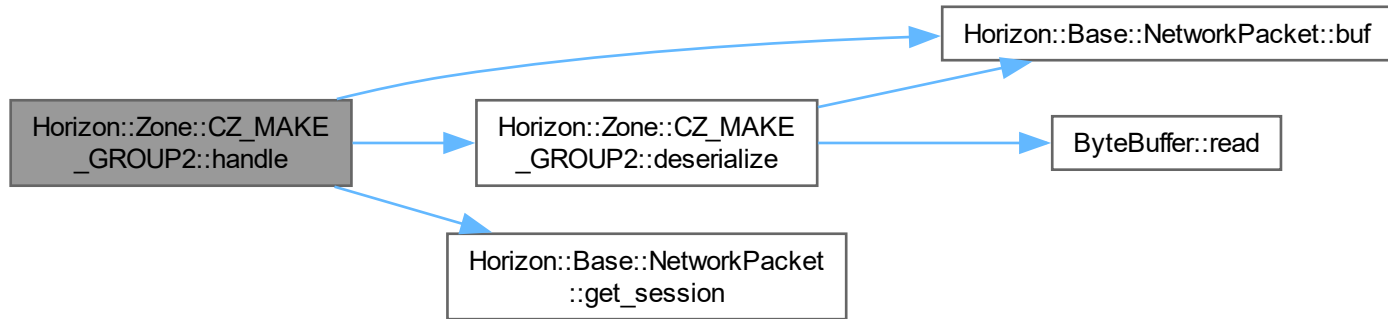 Horizon::Base::NetworkPacket::buf
Horizon::Zone::CZ_MAKE
_GROUP2::handle
Horizon::Zone::CZ_MAKE
_GROUP2::deserialize
ByteBuffer::read
Horizon::Base::NetworkPacket
::get_session